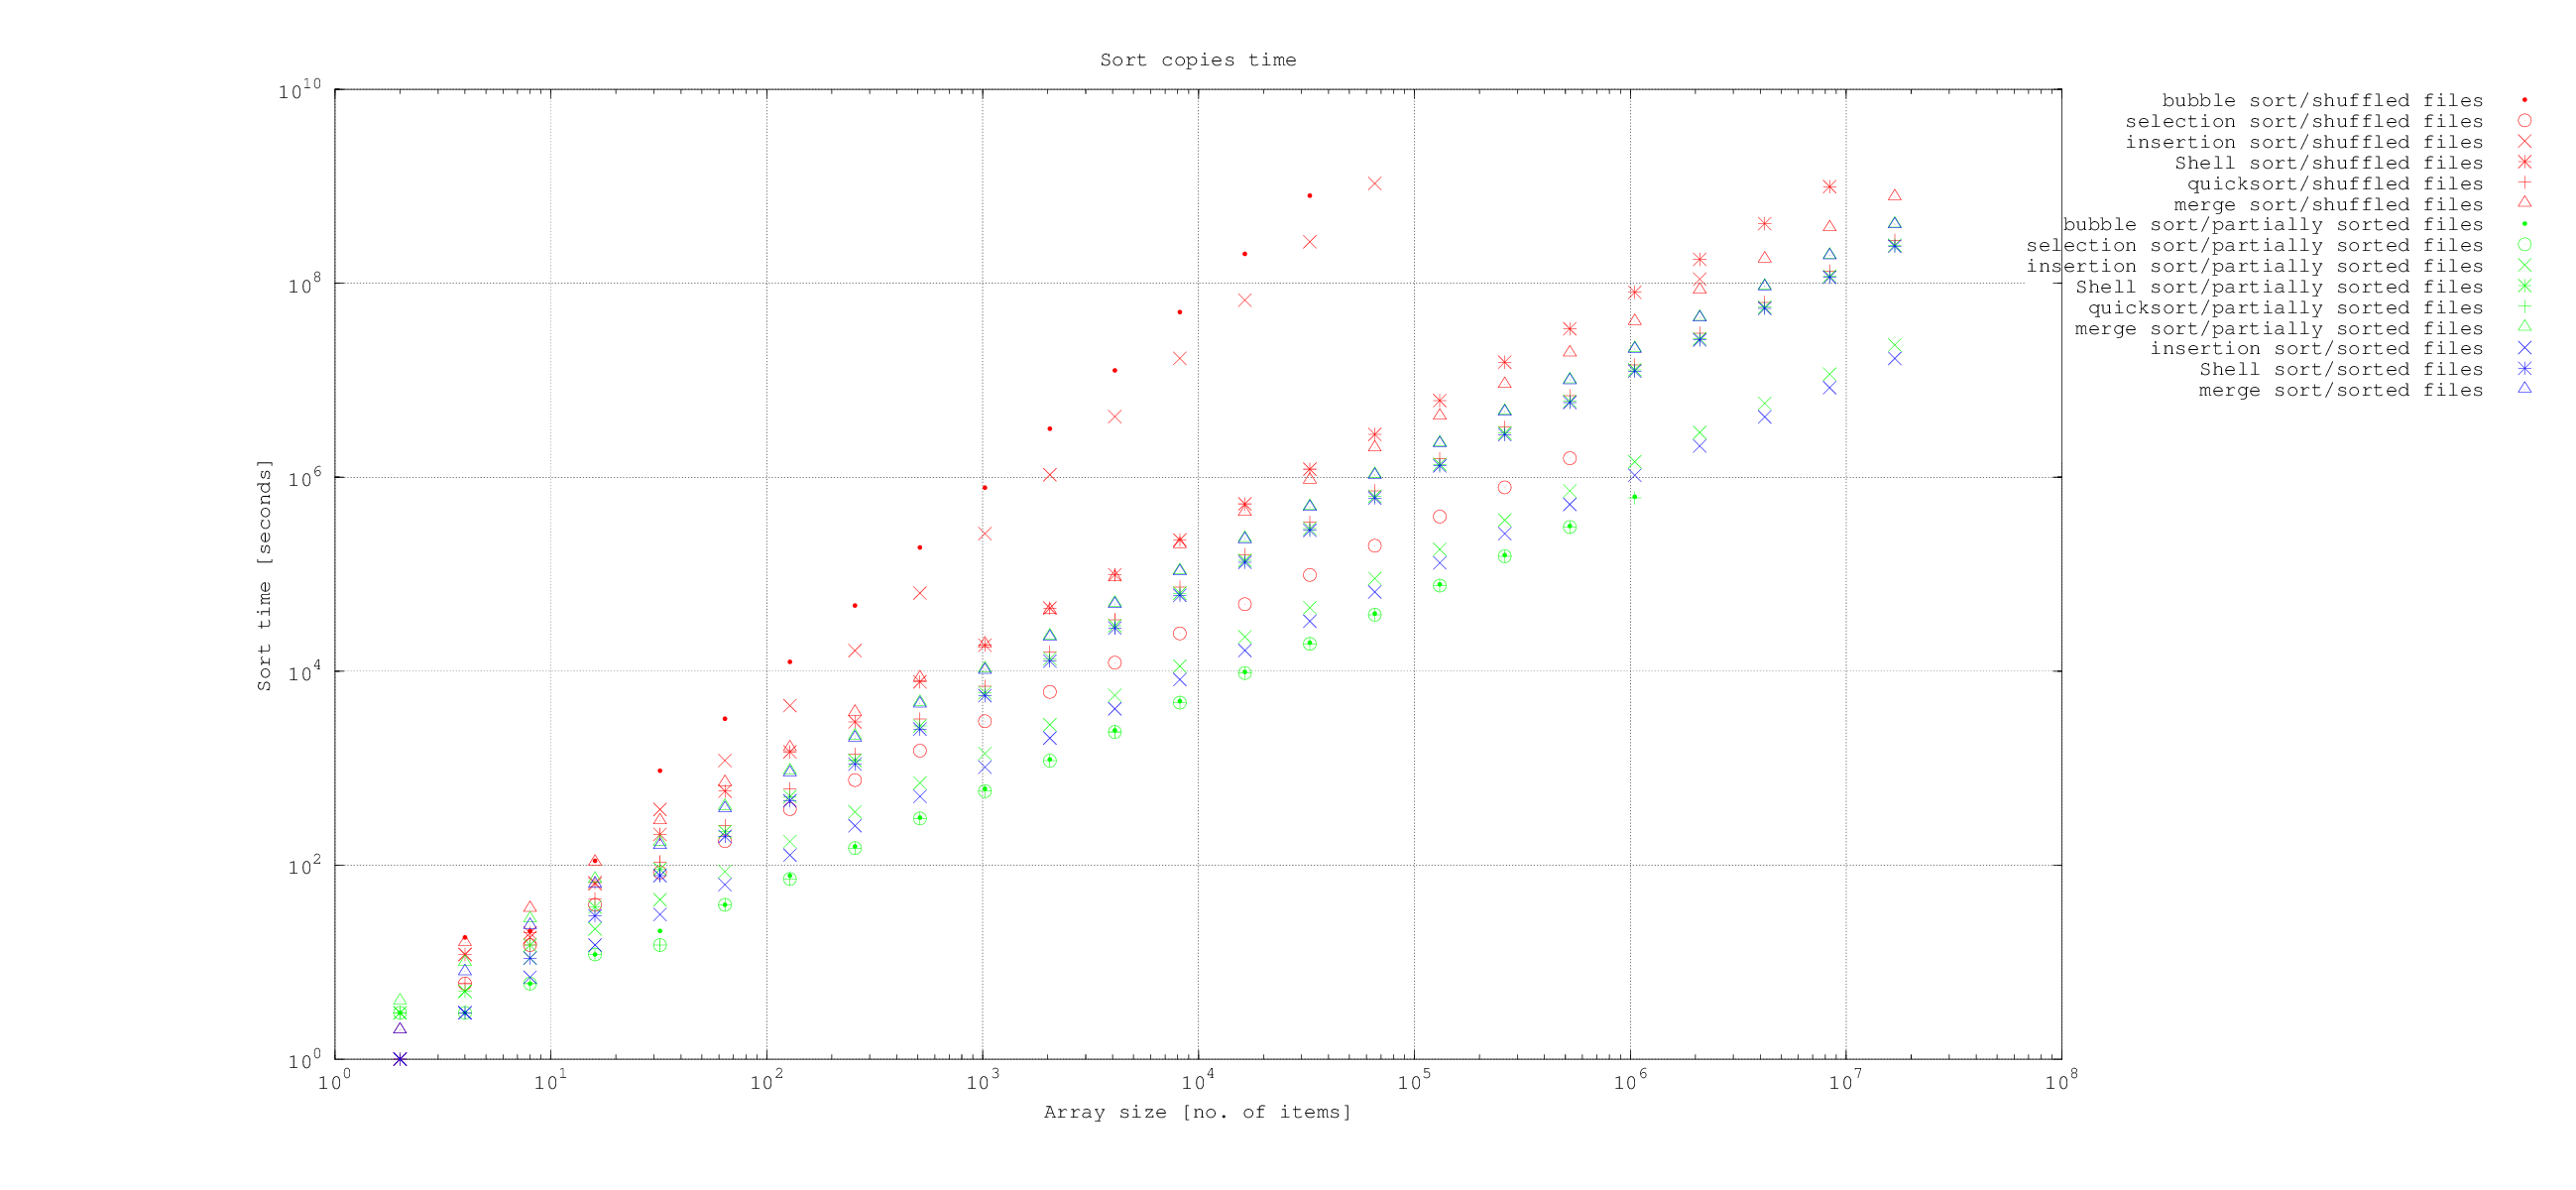 Sort copies time
10^10
10^8
10^6
10^4
10^2
10^0
Sort time [seconds]
10^0 10^1 10^2 10^3 10^4 10^5 10^6 10^7 10^8
Array size [no. of items]
bubble sort/shuffled files
selection sort/shuffled files
insertion sort/shuffled files
Shell sort/shuffled files
quicksort/shuffled files
merge sort/shuffled files
bubble sort/partially sorted files
selection sort/partially sorted files
insertion sort/partially sorted files
Shell sort/partially sorted files
quicksort/partially sorted files
merge sort/partially sorted files
insertion sort/sorted files
Shell sort/sorted files
merge sort/sorted files